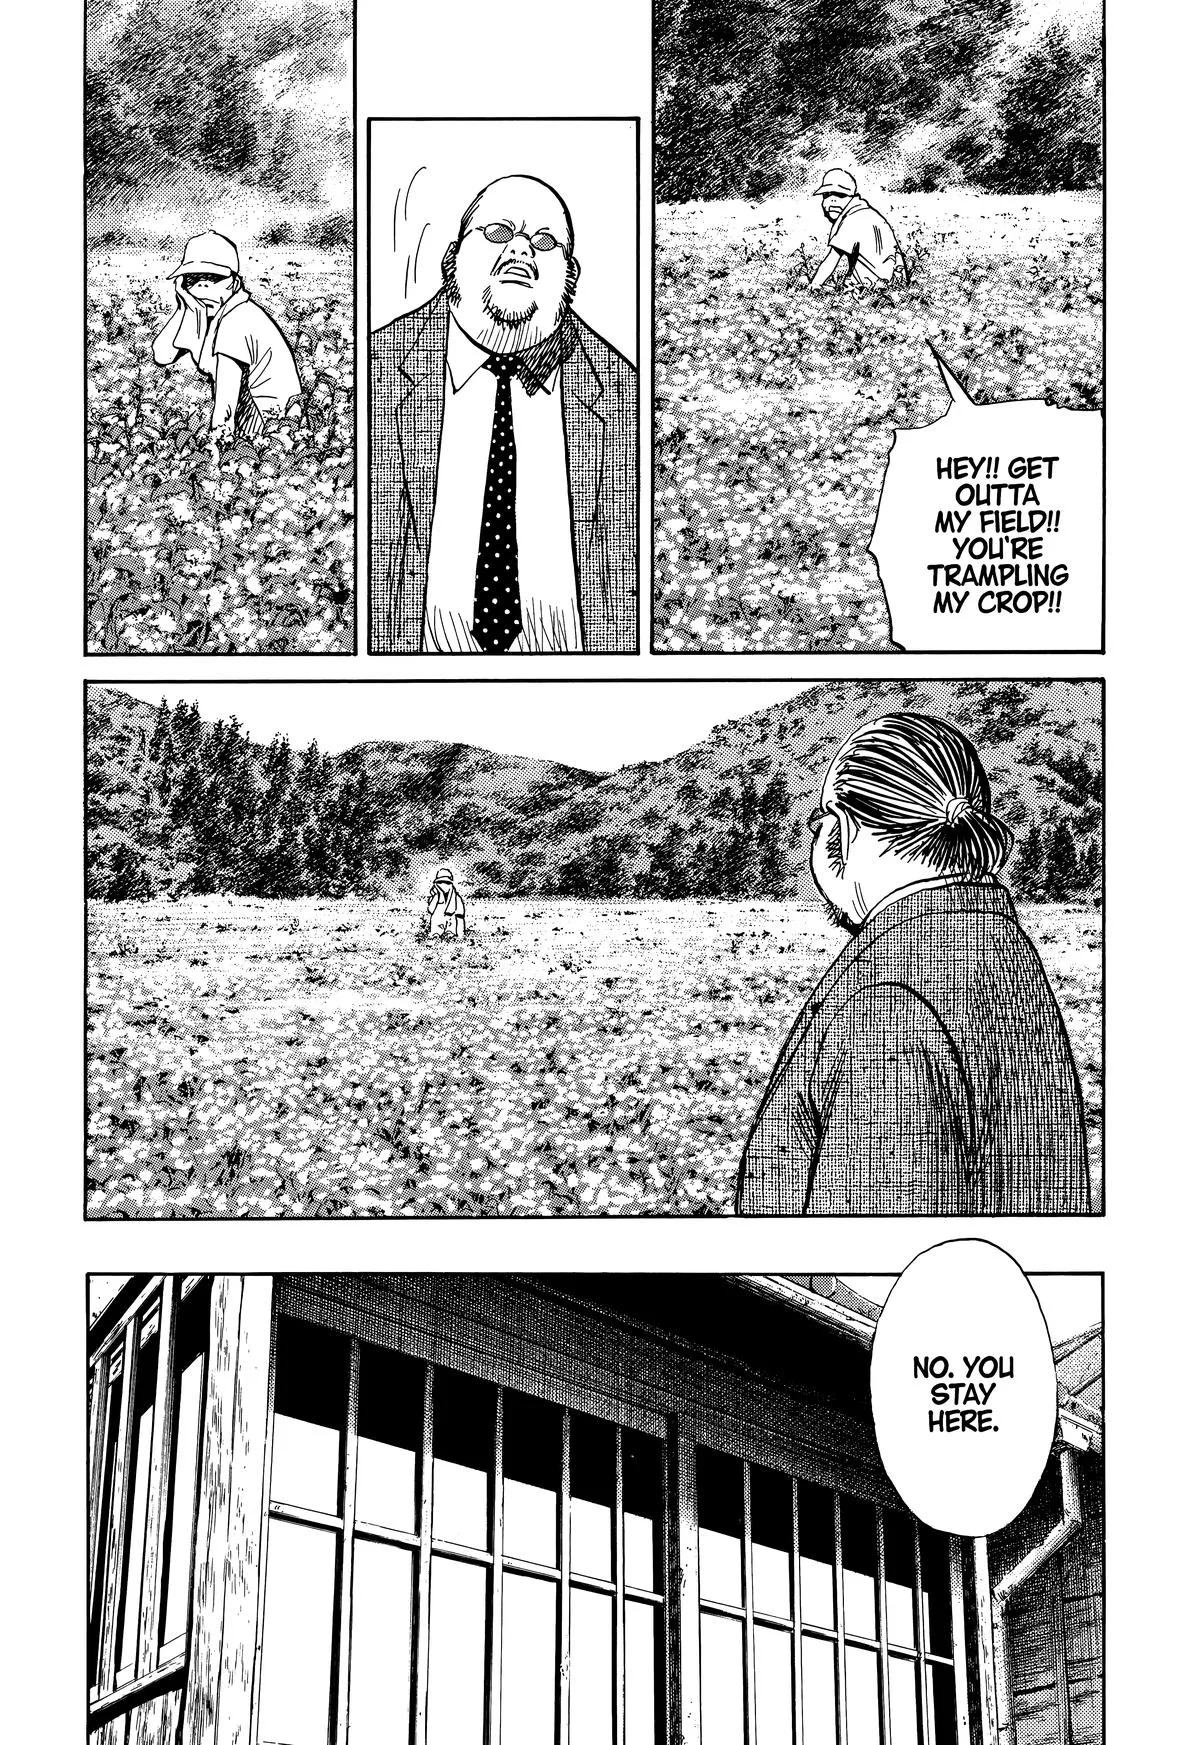 HEY!! GET
OUTTA
MY FIELD!!
YOU'RE
TRAMPLING
MY CROP!!
NO. YOU
STAY
HERE.